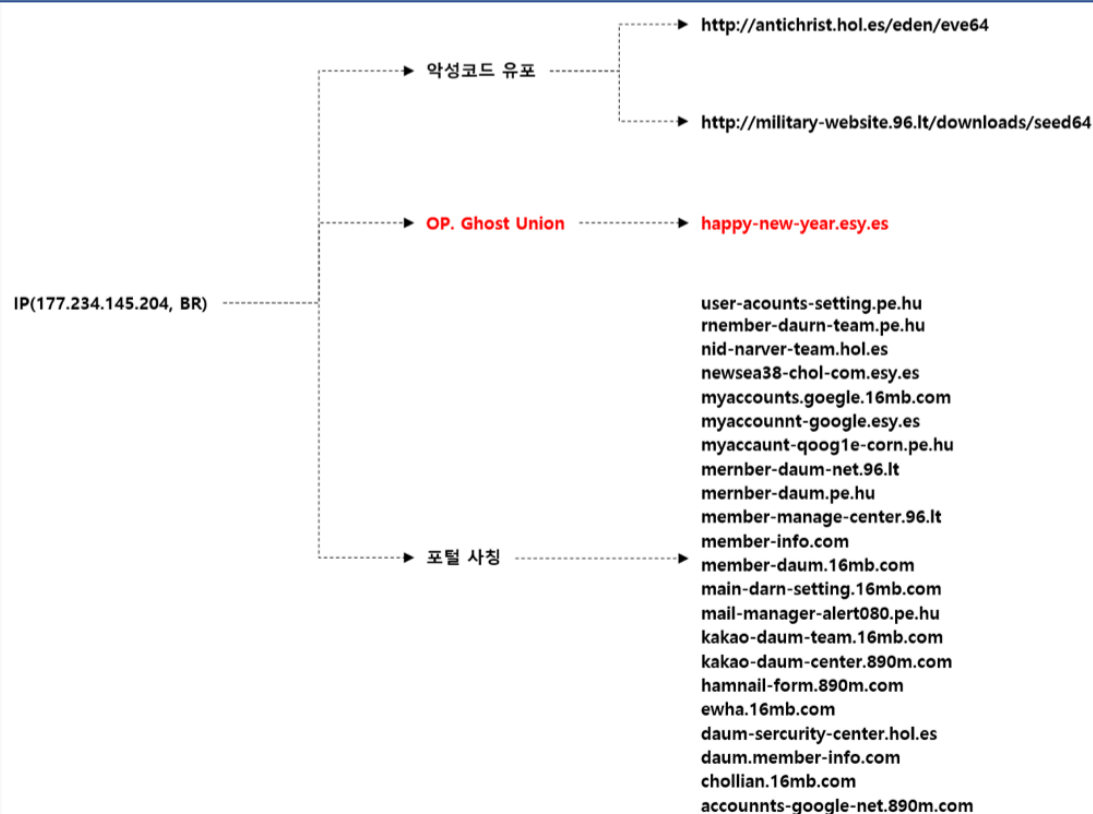 http://antichrist.hol.es/eden/eve64
악성코드 유포
http://military-website.96.lt/downloads/seed64
OP. Ghost Union
happy-new-year.esy.es
IP(177.234.145.204, BR)
user-acounts-setting.pe.hu
rnember-daurn-team.pe.hu
nid-narver-team.hol.es
newsea38-chol-com.esy.es
myaccounts.goegle.16mb.com
myaccounnt-google.esy.es
myaccaunt-qoog1e-corn.pe.hu
mernber-daum-net.96.lt
mernber-daum.pe.hu
member-manage-center.96.lt
member-info.com
포털 사칭
member-daum.16mb.com
main-darn-setting.16mb.com
mail-manager-alert080.pe.hu
kakao-daum-team.16mb.com
kakao-daum-center.890m.com
hamnail-form.890m.com
ewha.16mb.com
daum-sercurity-center.hol.es
daum.member-info.com
chollian.16mb.com
accounnts-google-net.890m.com